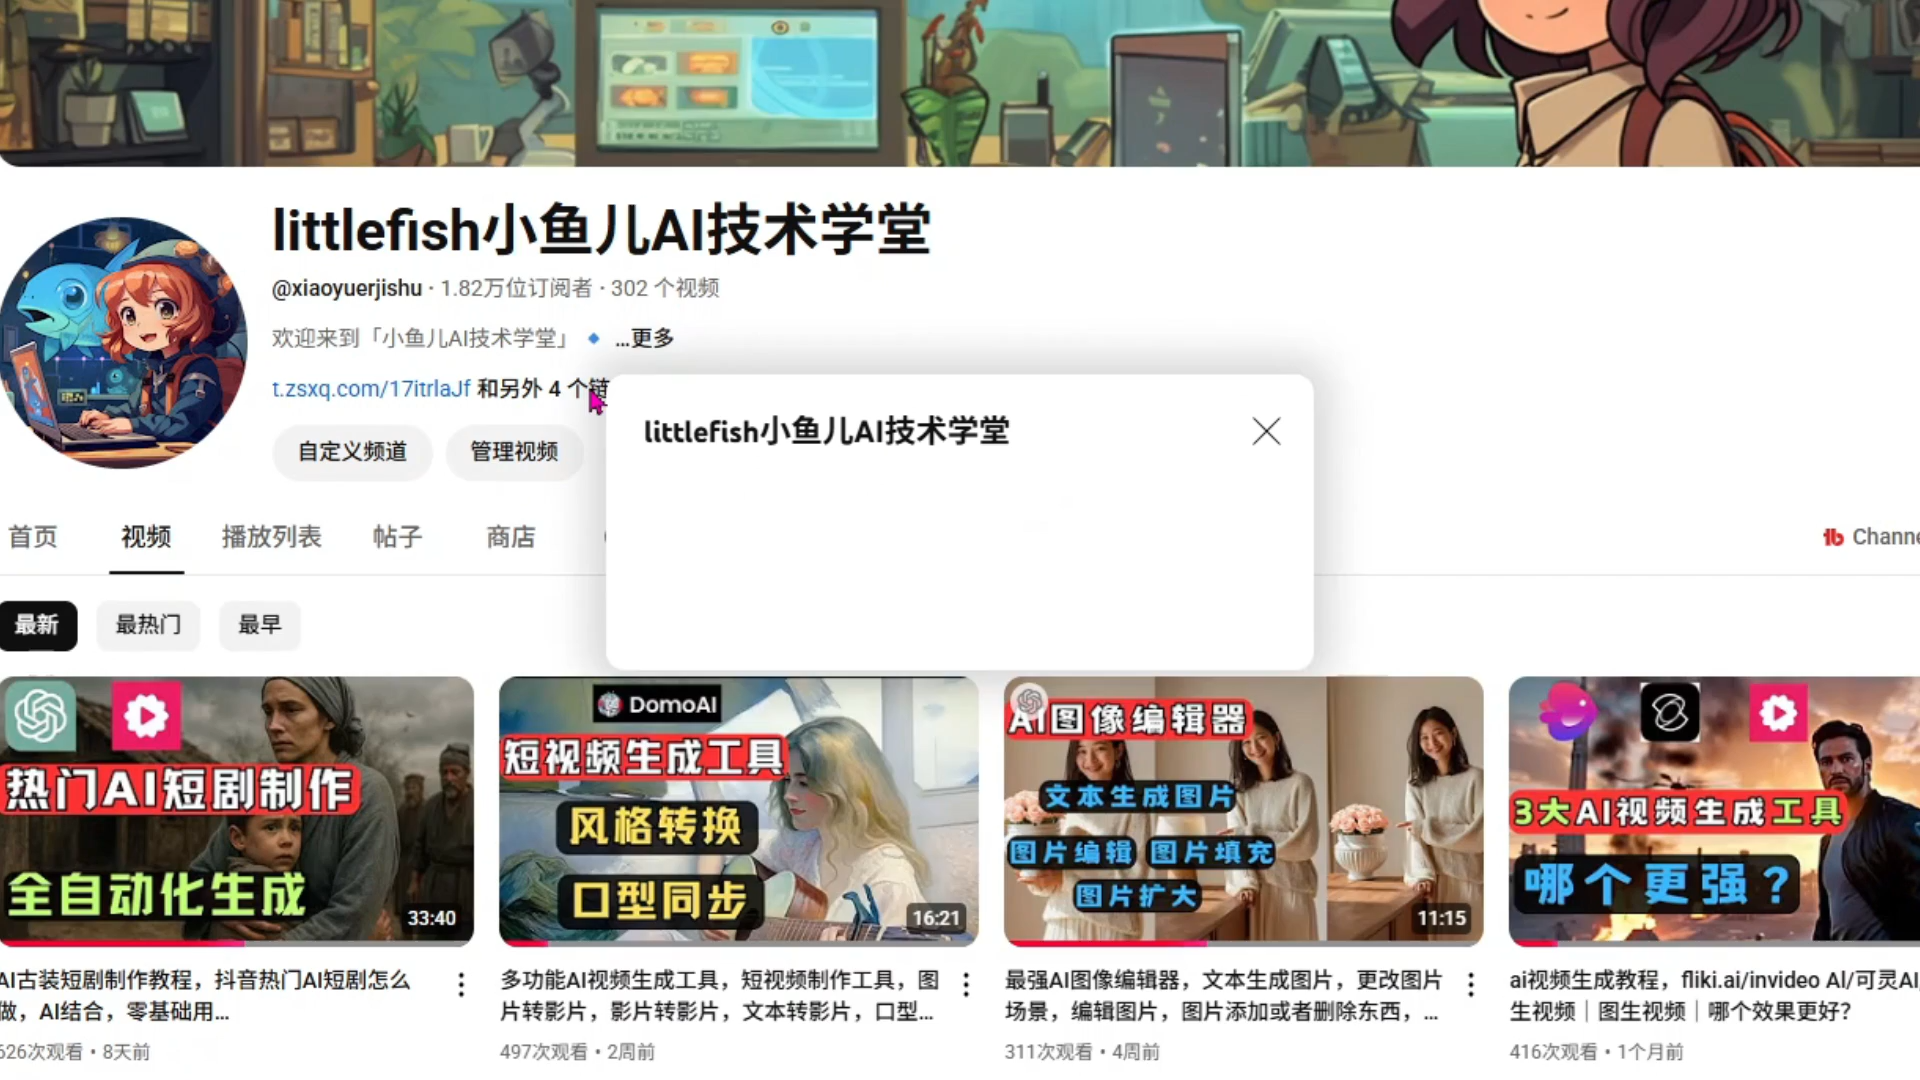 littlefish小鱼儿AI技术学堂
@xiaoyuerjishu · 1.82万位订阅者 · 302 个视频
欢迎来到「小鱼儿AI技术学堂」 🔹 ...更多
t.zsxq.com/17itrlaJf 和另外 4 个链
littlefish小鱼儿AI技术学堂
自定义频道
管理视频
首页
视频
播放列表
帖子
商店
Channe
最新
最热门
最早
热门AI短剧制作
全自动化生成
33:40
DomoAI
短视频生成工具
风格转换
口型同步
16:21
AI图像编辑器
文本生成图片
图片编辑 图片填充
图片扩大
11:15
3大AI视频生成工具
哪个更强？
AI古装短剧制作教程，抖音热门AI短剧怎么
做，AI结合，零基础用...
626次观看 • 8天前
多功能AI视频生成工具，短视频制作工具，图
片转影片，影片转影片，文本转影片，口型...
497次观看 • 2周前
最强AI图像编辑器，文本生成图片，更改图片
场景，编辑图片，图片添加或者删除东西，...
311次观看 • 4周前
ai视频生成教程，fliki.ai/invideo AI/可灵AI,
生视频｜图生视频｜哪个效果更好？
416次观看 • 1个月前